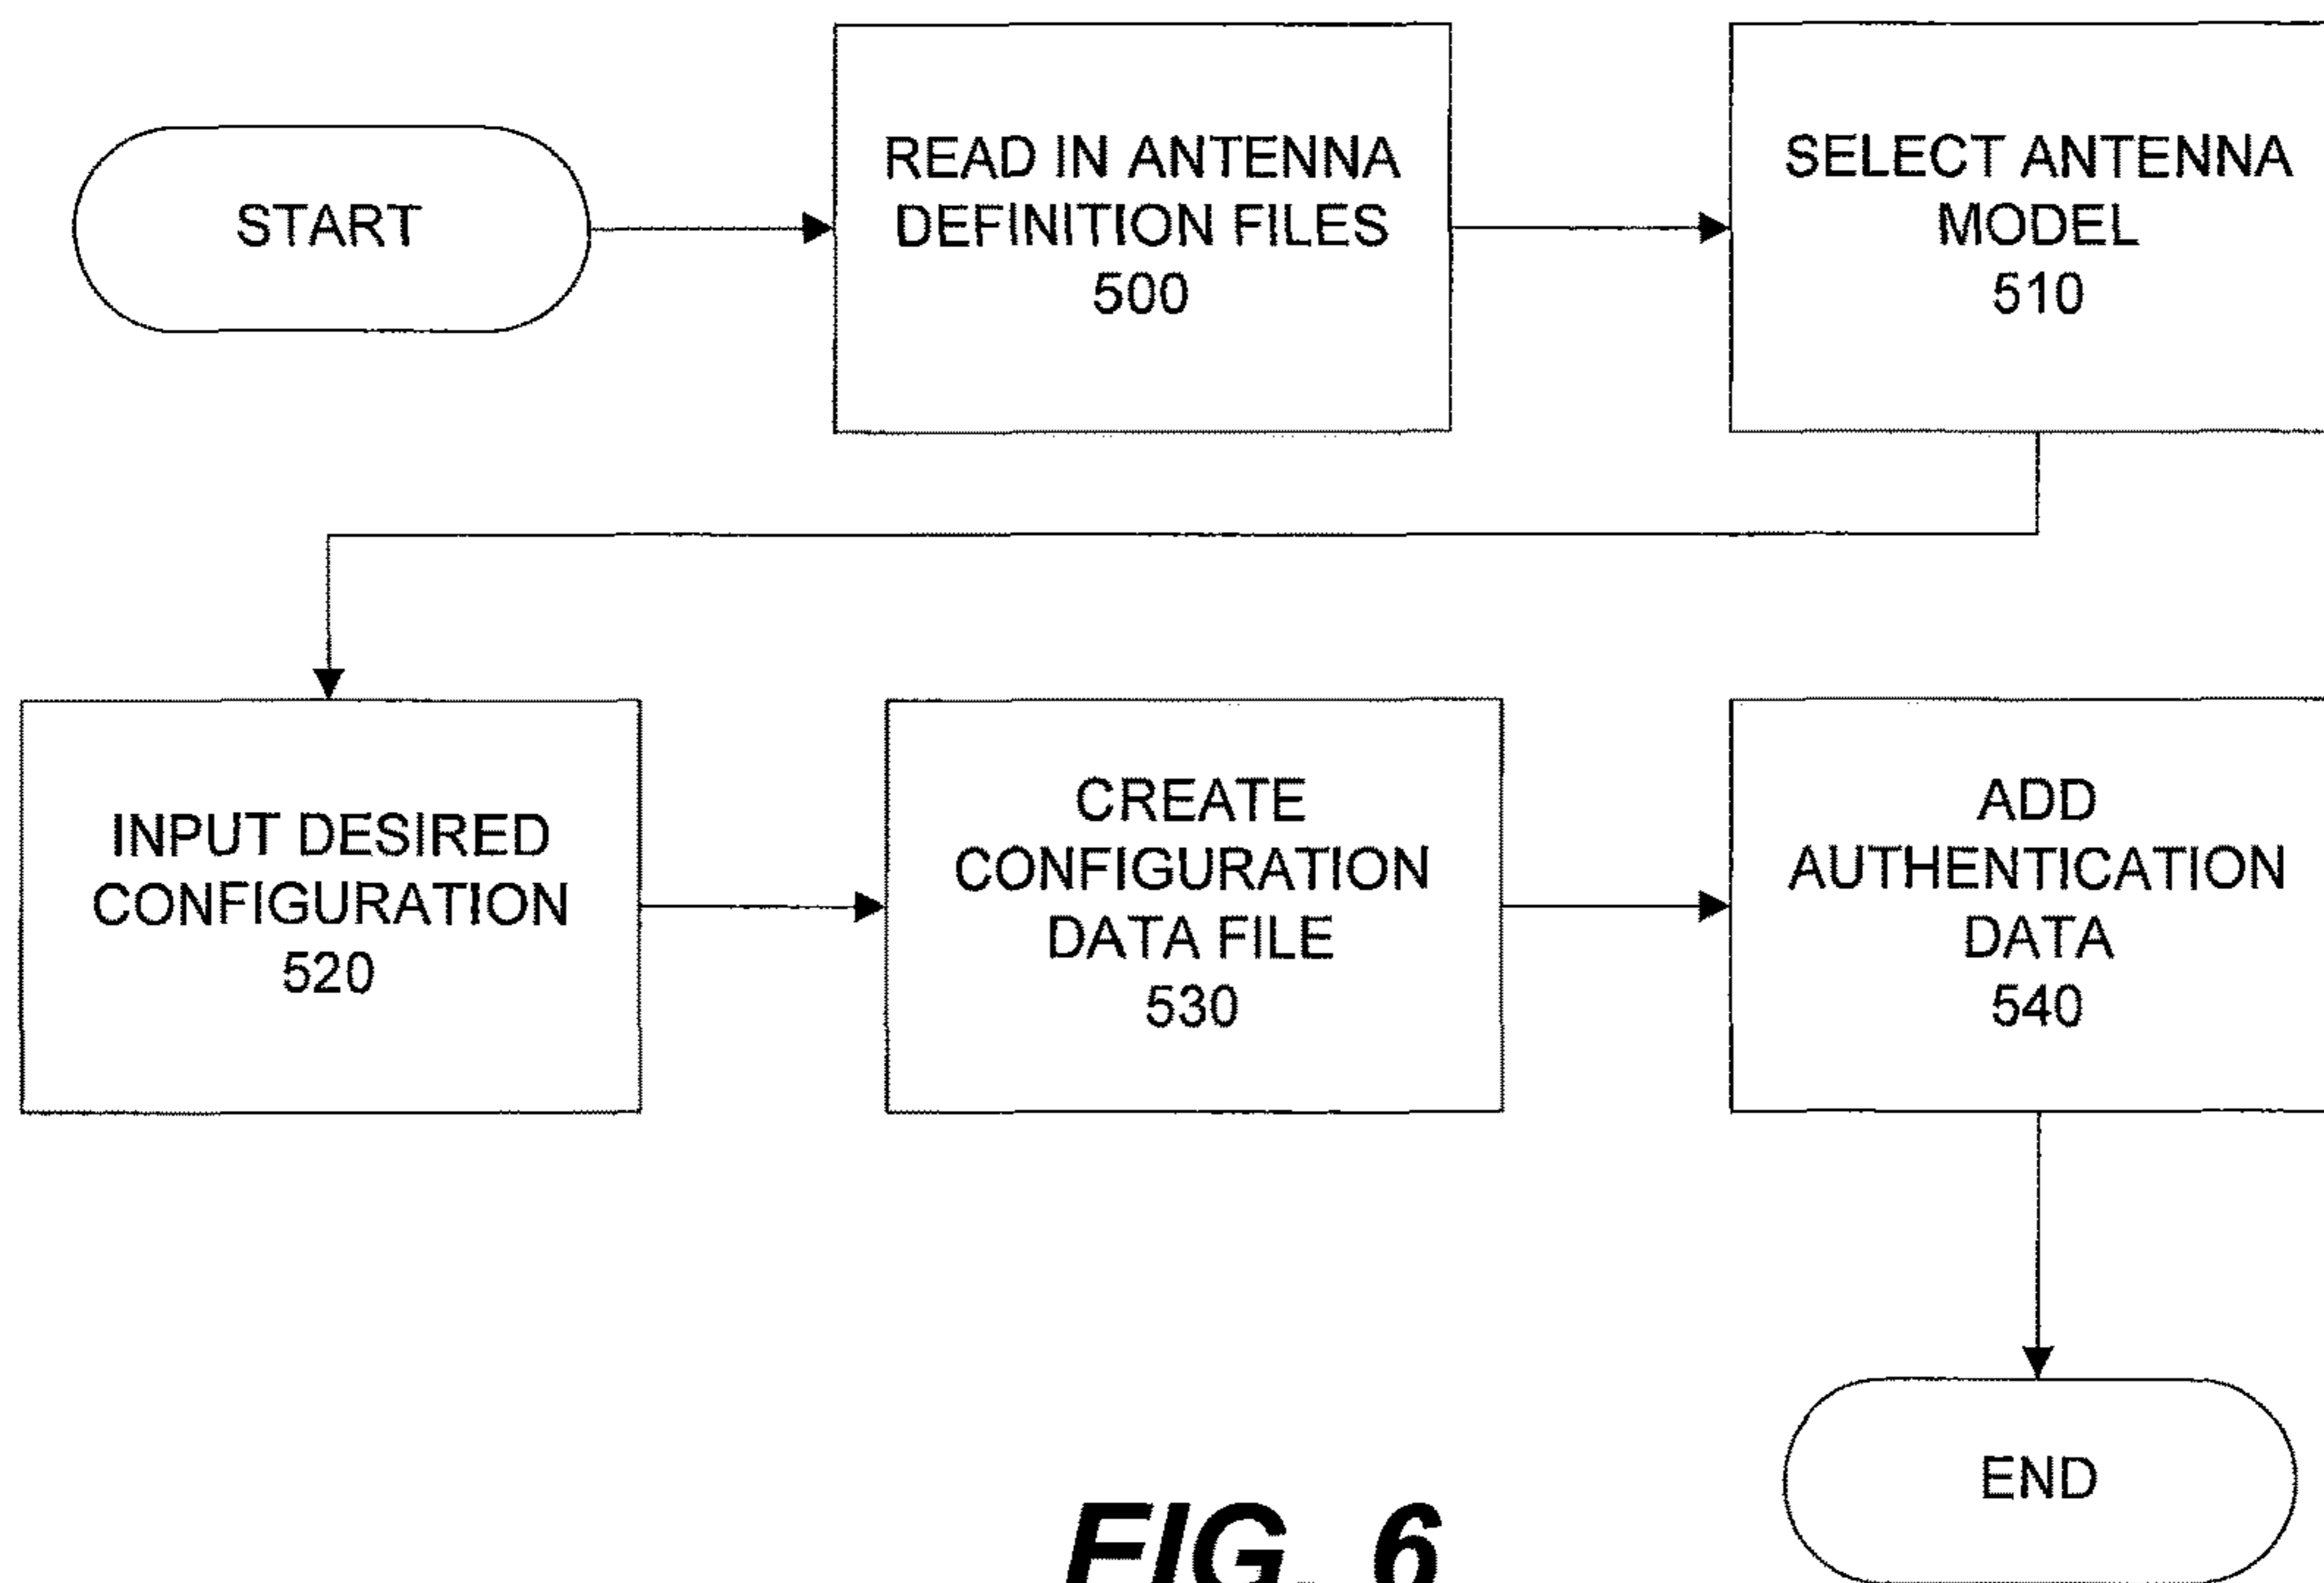 START
READ IN ANTENNA
DEFINITION FILES
500
SELECT ANTENNA
MODEL
510
INPUT DESIRED
CONFIGURATION
520
CREATE
CONFIGURATION
DATA FILE
530
ADD
AUTHENTICATION
DATA
540
END
FIG. 6